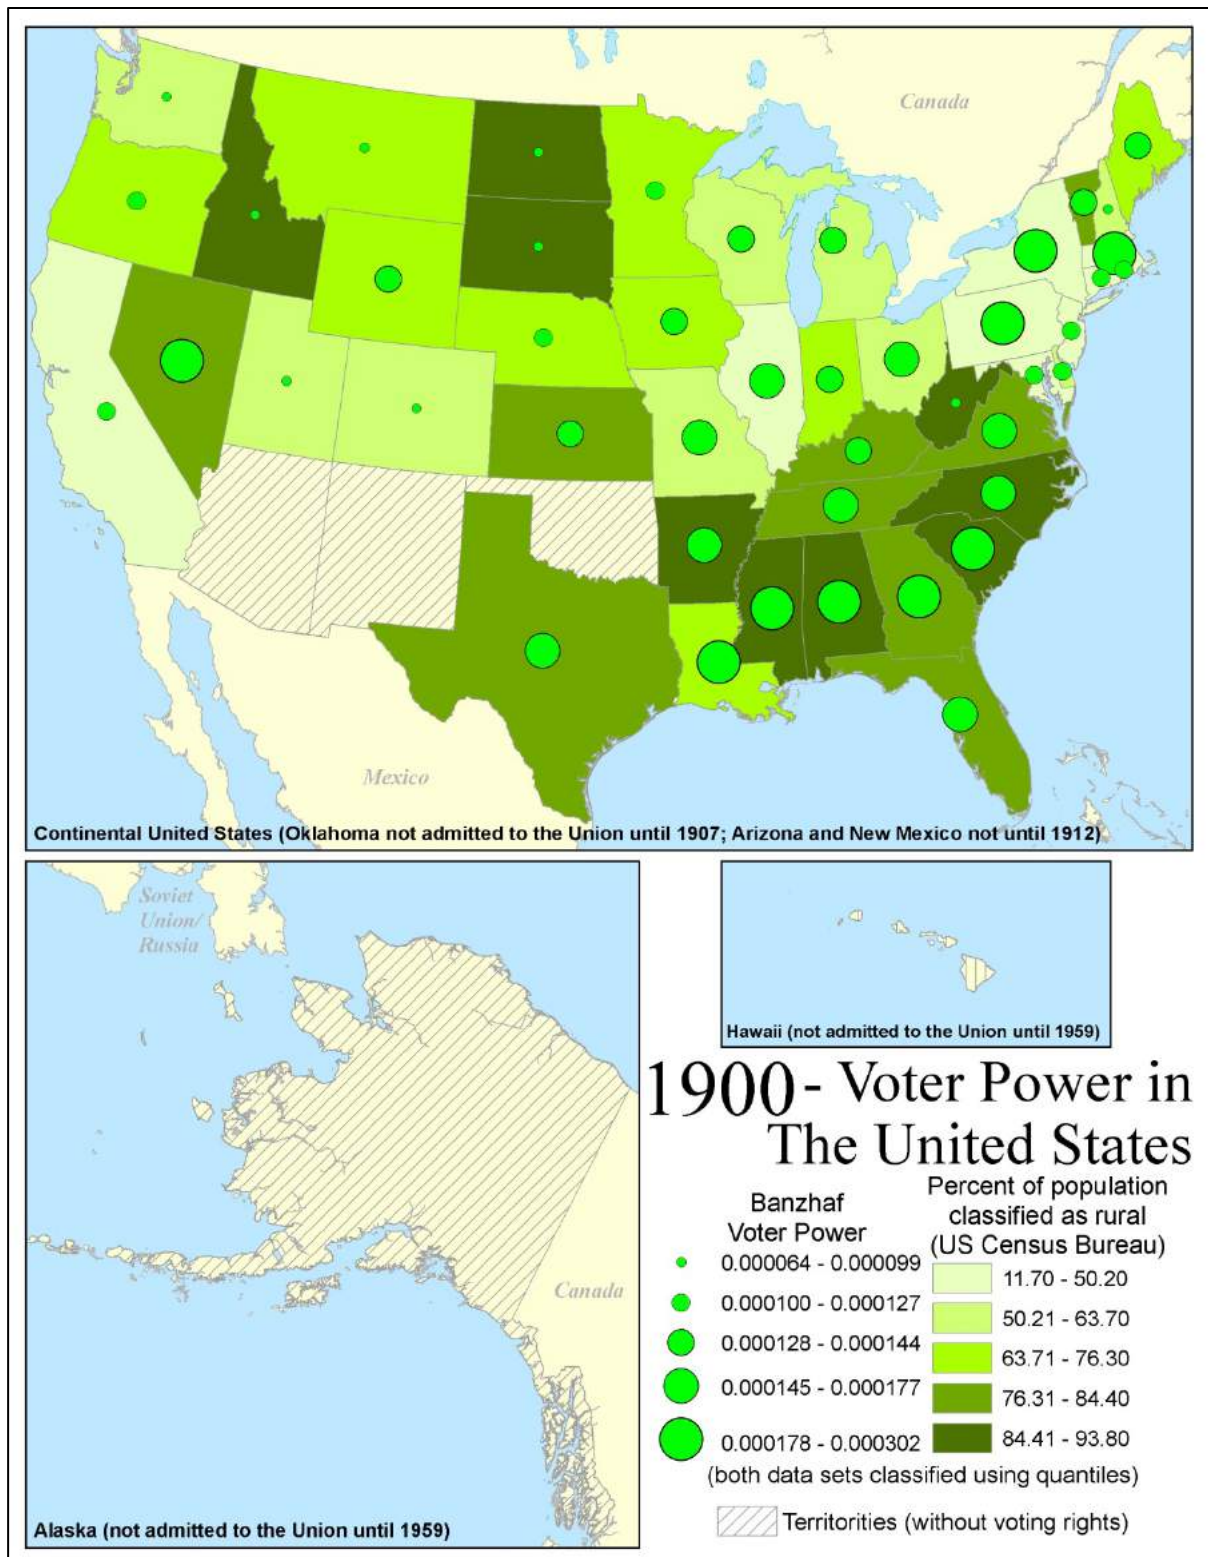 Canada
Mexico
Continental United States (Oklahoma not admitted to the Union until 1907; Arizona and New Mexico not until 1912)
Soviet
Union/
Russia
Canada
Alaska (not admitted to the Union until 1959)
Hawaii (not admitted to the Union until 1959)
1900 - Voter Power in
The United States
Banzhaf
Voter Power
0.000064 - 0.000099
0.000100 - 0.000127
0.000128 - 0.000144
0.000145 - 0.000177
0.000178 - 0.000302
Percent of population
classified as rural
(US Census Bureau)
11.70 - 50.20
50.21 - 63.70
63.71 - 76.30
76.31 - 84.40
84.41 - 93.80
(both data sets classified using quantiles)
Territorities (without voting rights)